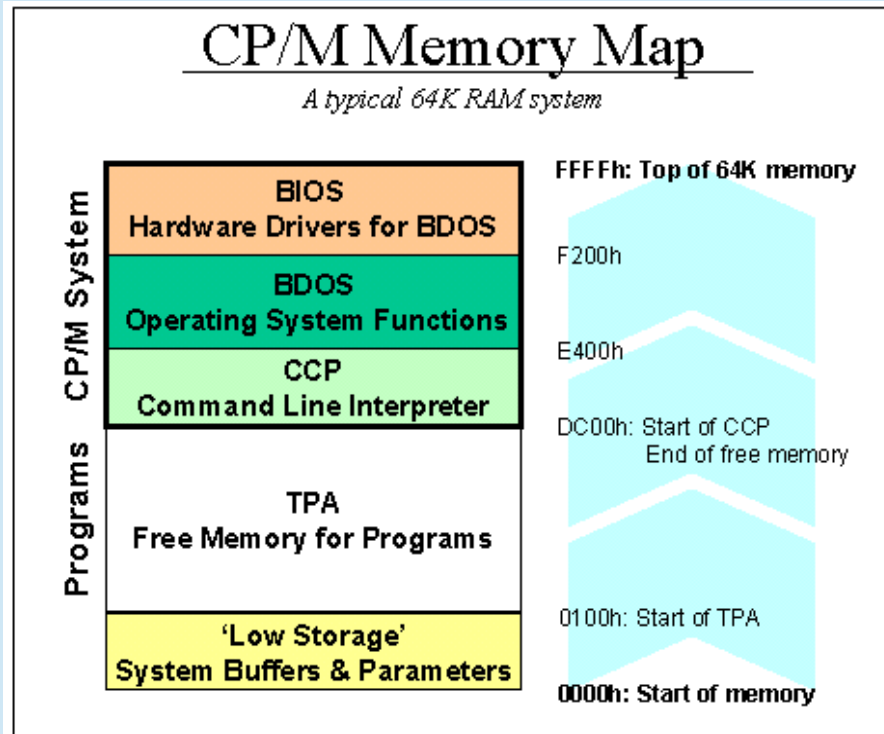 CP/M Memory Map
A typical 64K RAM system
CP/M System
Programs
BIOS
Hardware Drivers for BDOS
BDOS
Operating System Functions
CCP
Command Line Interpreter
TPA
Free Memory for Programs
‘Low Storage’
System Buffers & Parameters
FFFFh: Top of 64K memory
F200h
E400h
DC00h: Start of CCP
End of free memory
0100h: Start of TPA
0000h: Start of memory